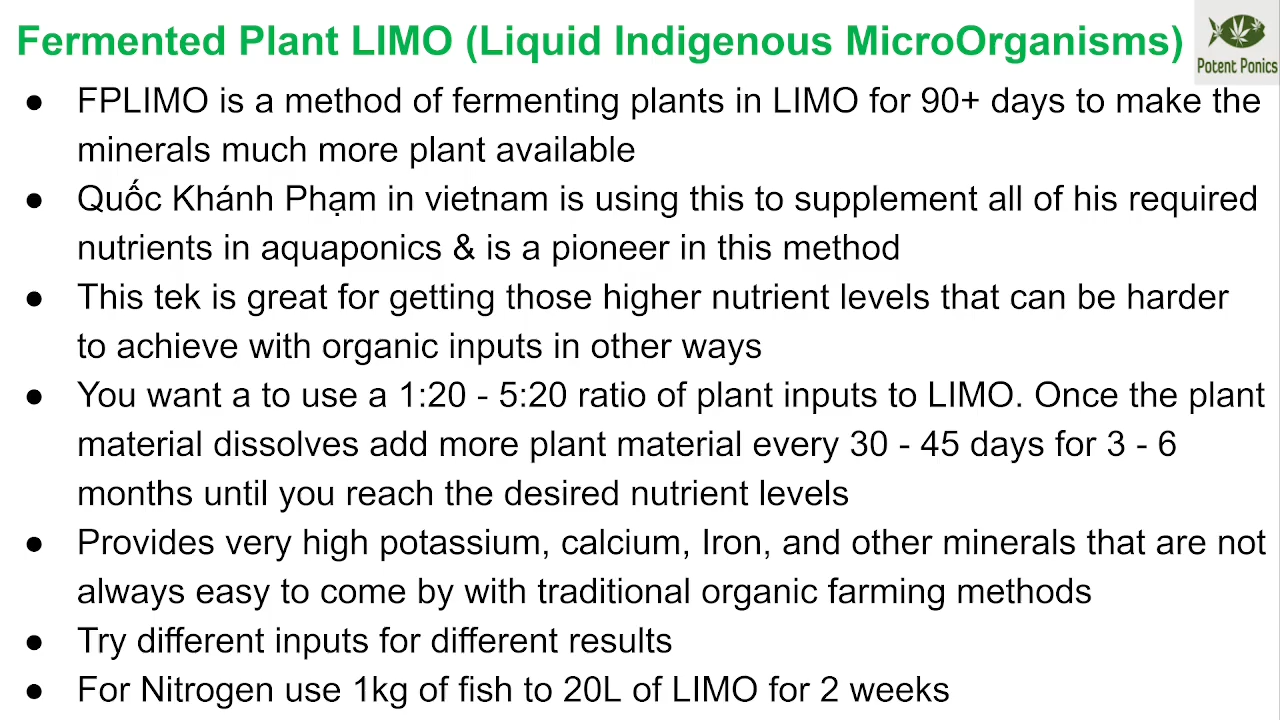 Fermented Plant LIMO (Liquid Indigenous MicroOrganisms)
Potent Ponics
● FPLIMO is a method of fermenting plants in LIMO for 90+ days to make the
minerals much more plant available
● Quốc Khánh Phạm in vietnam is using this to supplement all of his required
nutrients in aquaponics & is a pioneer in this method
● This tek is great for getting those higher nutrient levels that can be harder
to achieve with organic inputs in other ways
● You want a to use a 1:20 - 5:20 ratio of plant inputs to LIMO. Once the plant
material dissolves add more plant material every 30 - 45 days for 3 - 6
months until you reach the desired nutrient levels
● Provides very high potassium, calcium, Iron, and other minerals that are not
always easy to come by with traditional organic farming methods
● Try different inputs for different results
● For Nitrogen use 1kg of fish to 20L of LIMO for 2 weeks